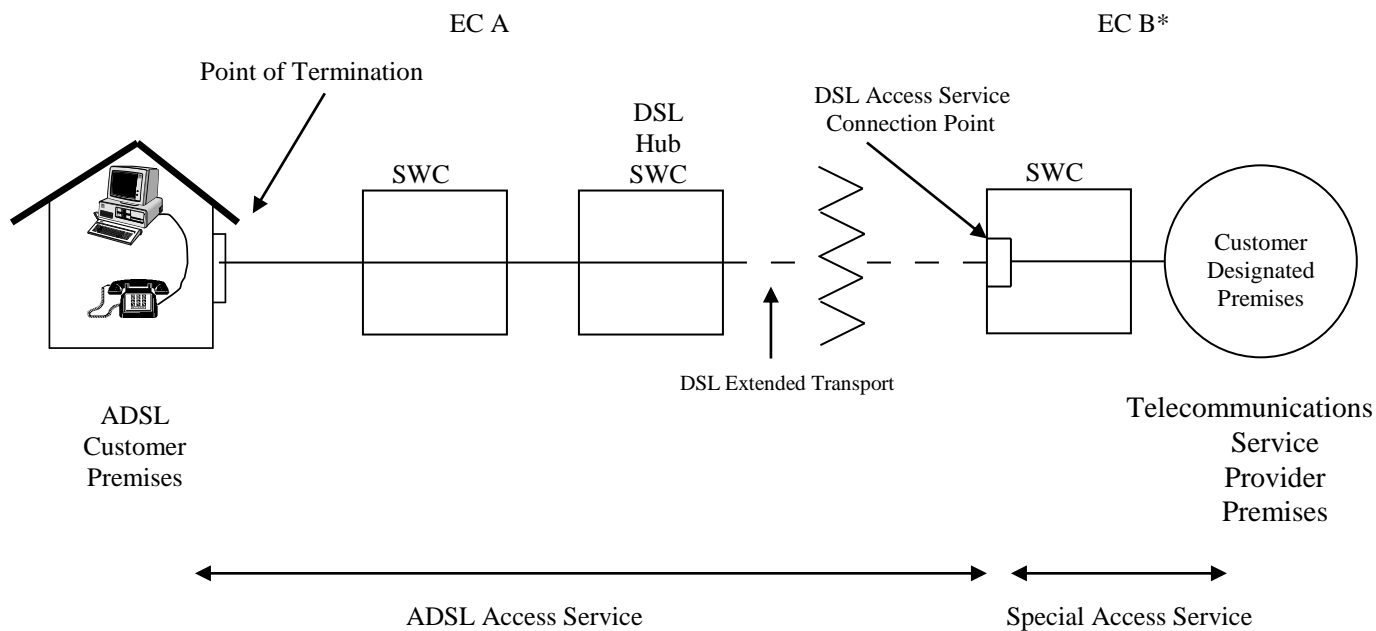 EC A
EC B*
Point of Termination
DSL Access Service
Connection Point
DSL
Hub
SWC
SWC
SWC
Customer
Designated
Premises
DSL Extended Transport
ADSL
Customer
Premises
Telecommunications
Service
Provider
Premises
ADSL Access Service
Special Access Service